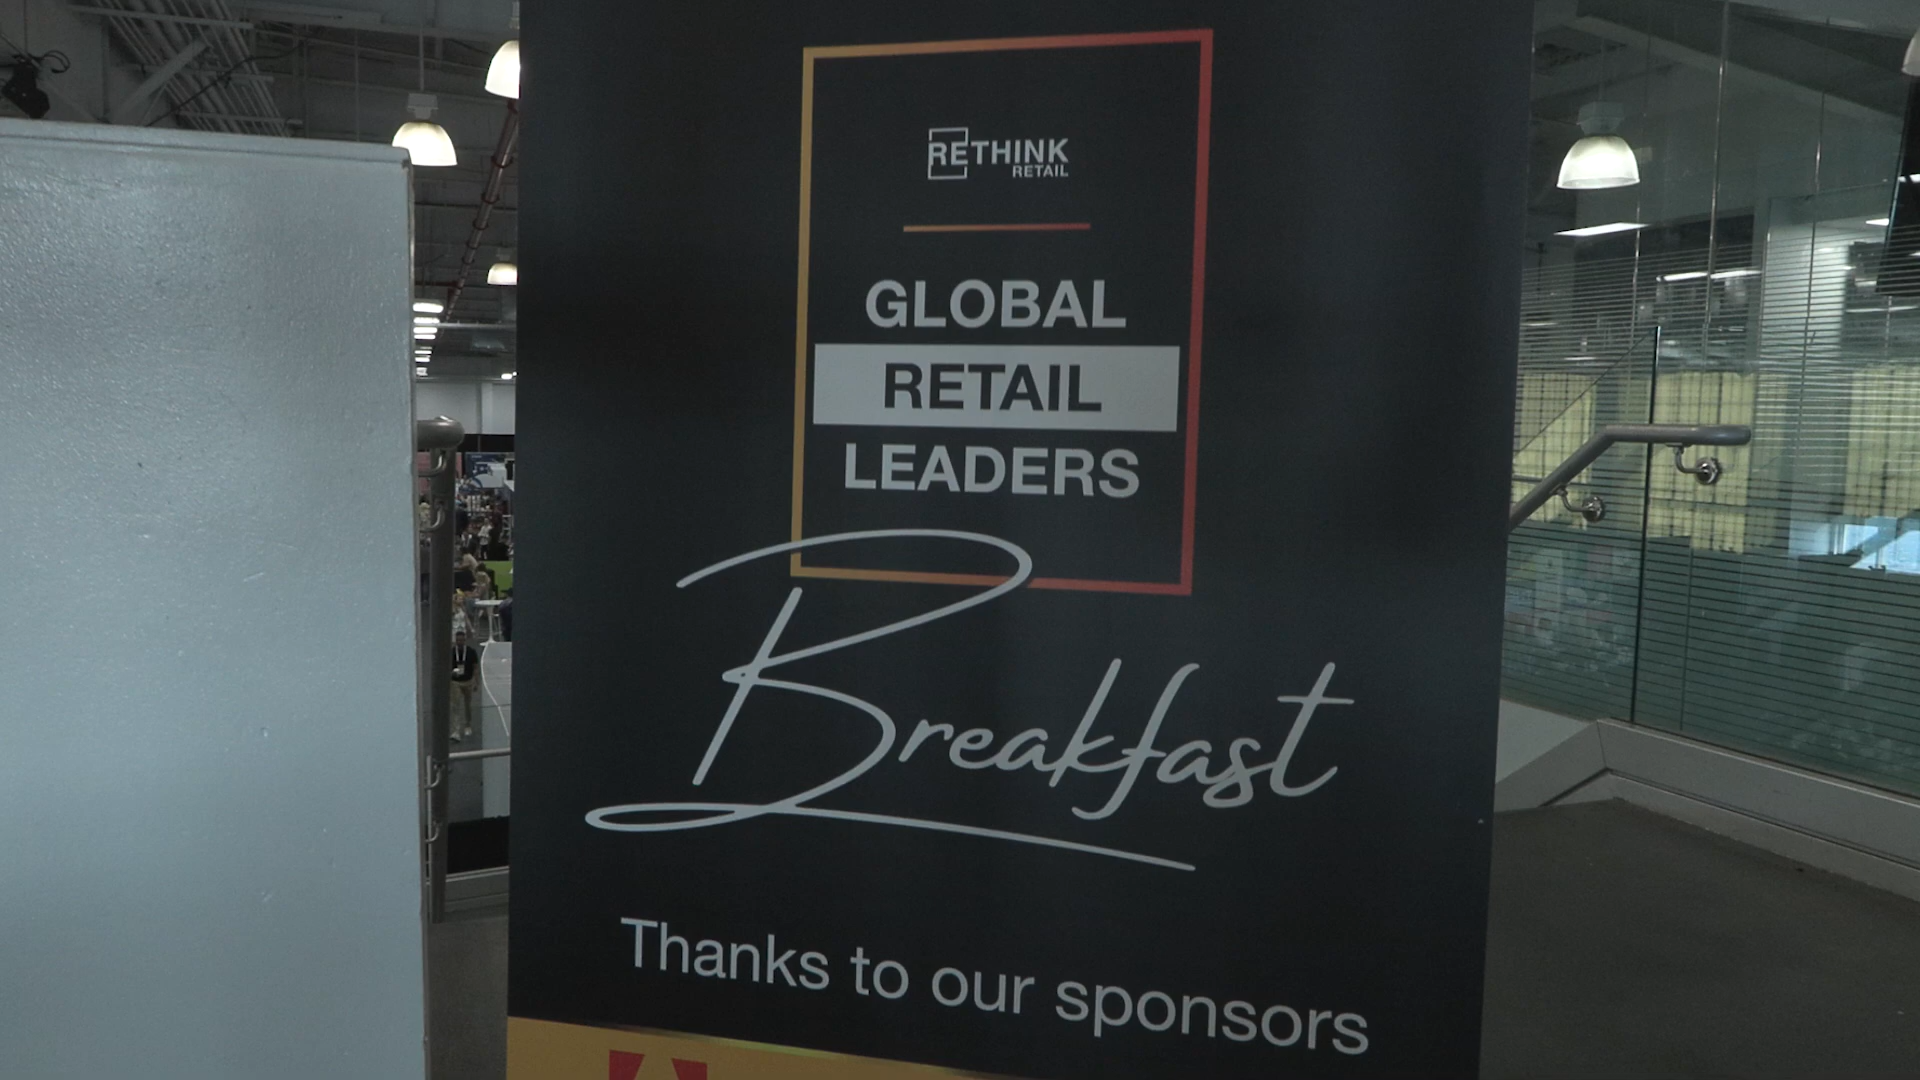 RETHINK
RETAIL
GLOBAL
RETAIL
LEADERS
Breakfast
Thanks to our sponsors